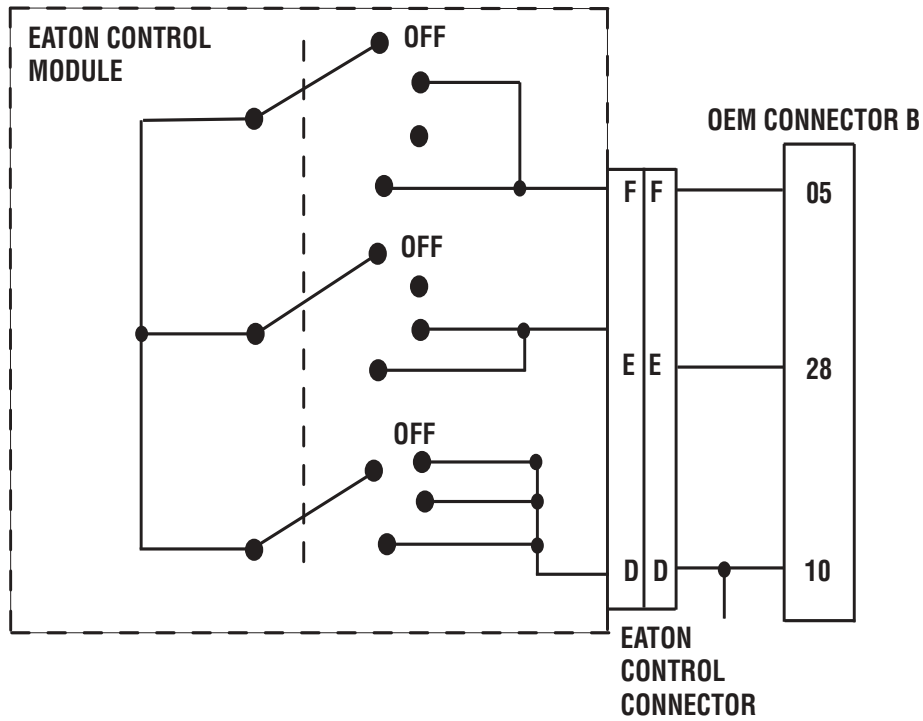 EATON CONTROL
MODULE
OFF
OEM CONNECTOR B
F F
05
OFF
E E
28
OFF
D D
10
EATON
CONTROL
CONNECTOR